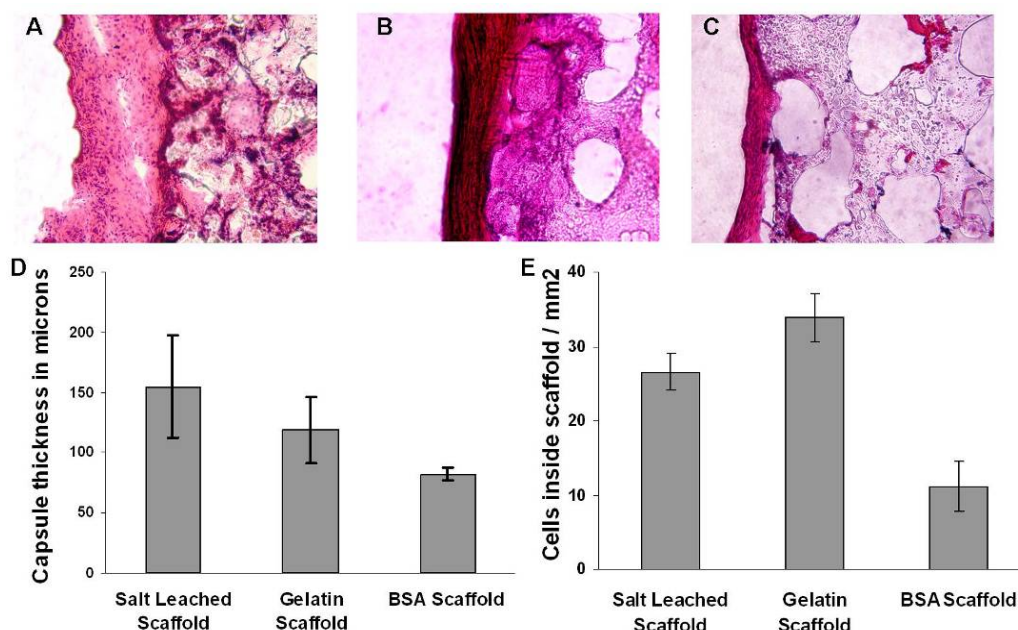 A
B
C
D
250
200
150
100
50
0
Capsule thickness in microns
Salt Leached
Scaffold
Gelatin
Scaffold
BSA Scaffold
E
40
30
20
10
0
Cells inside scaffold / mm2
Salt Leached
Scaffold
Gelatin
Scaffold
BSA Scaffold